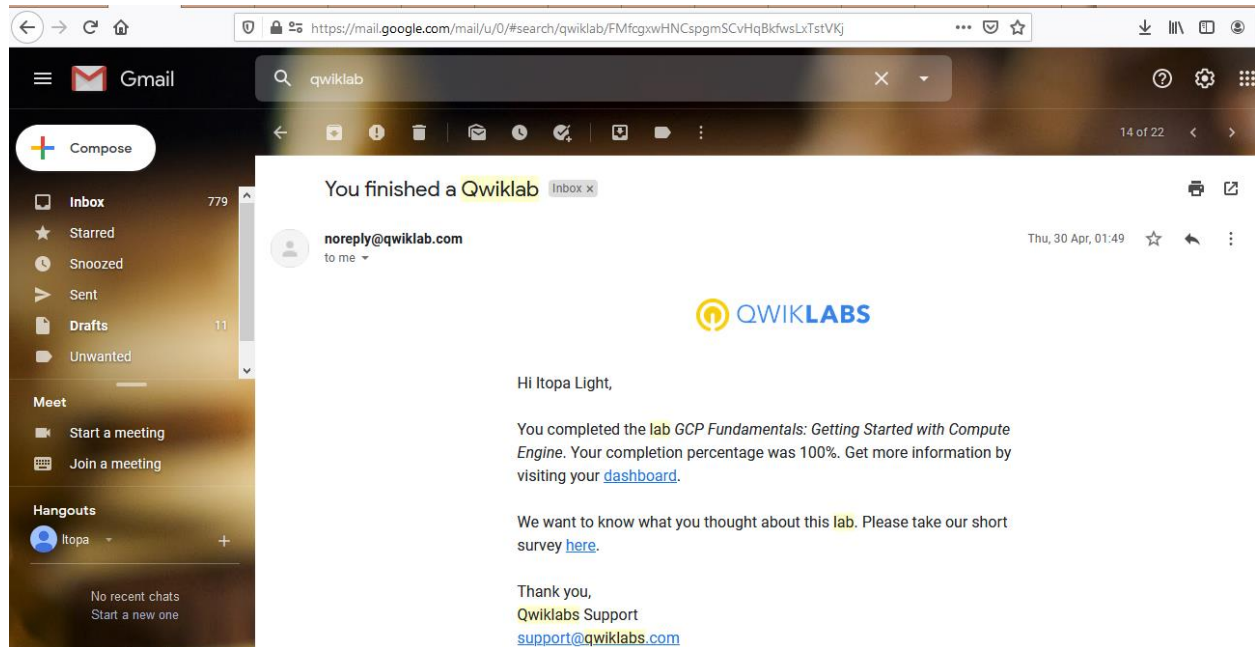 https://mail.google.com/mail/u/0/#search/qwiklab/FMfcgxwHNCspgmSCvHqBkfwsLxTstVKj
Gmail
qwiklab
Compose
14 of 22
Inbox 779
Starred
Snoozed
Sent
Drafts 11
Unwanted
Meet
Start a meeting
Join a meeting
Hangouts
Itopa
No recent chats
Start a new one
You finished a Qwiklab Inbox x
noreply@qwiklab.com Thu, 30 Apr, 01:49
to me
QWIKLABS
Hi Itopa Light,
You completed the lab GCP Fundamentals: Getting Started with Compute
Engine. Your completion percentage was 100%. Get more information by
visiting your dashboard.
We want to know what you thought about this lab. Please take our short
survey here.
Thank you,
Qwiklabs Support
support@qwiklabs.com